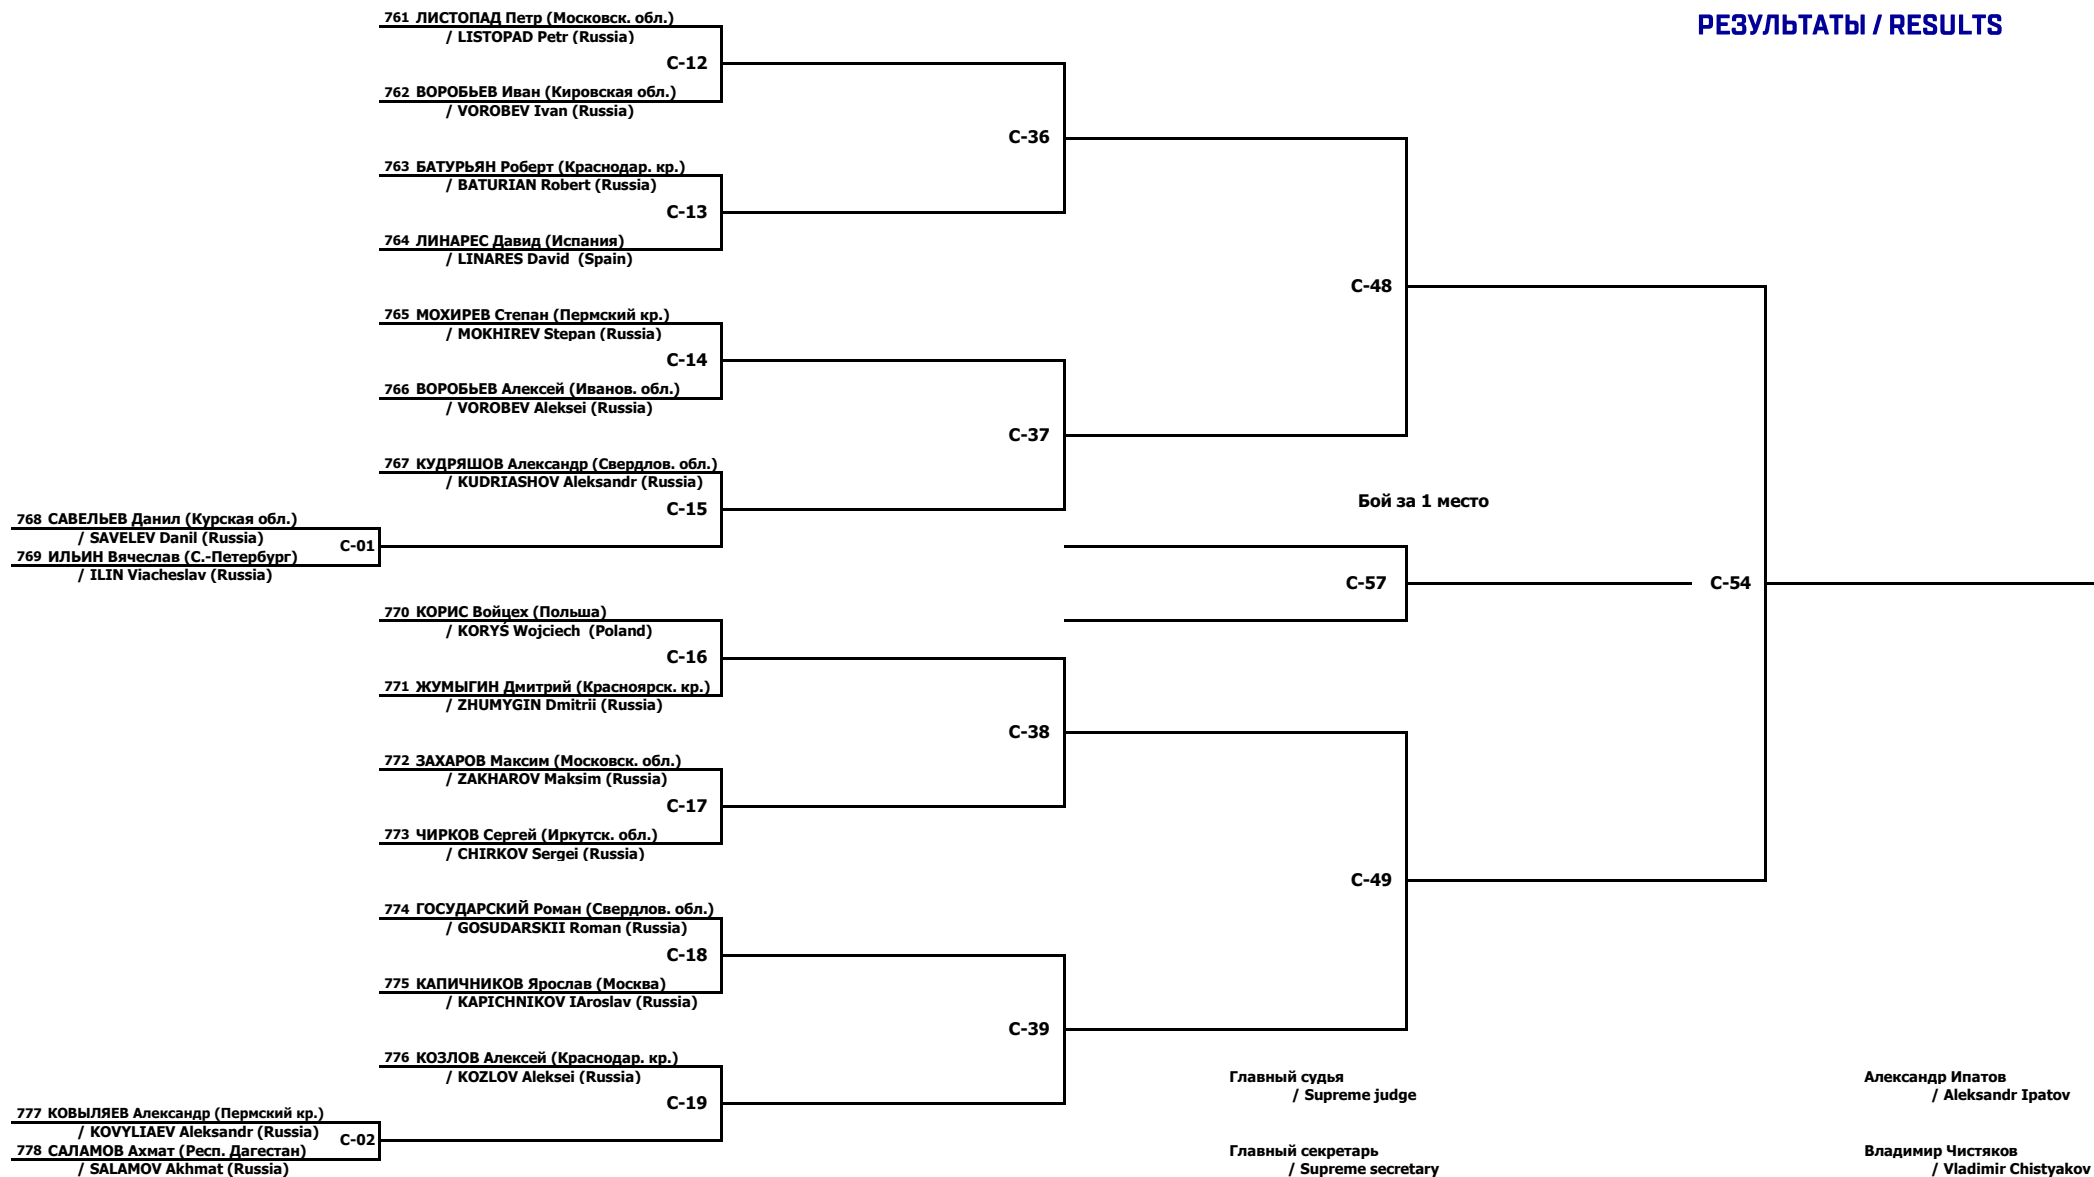 РЕЗУЛЬТАТЫ / RESULTS
761 ЛИСТОПАД Петр (Московск. обл.)
/ LISTOPAD Petr (Russia)
C-12
762 ВОРОБЬЕВ Иван (Кировская обл.)
/ VOROBEV Ivan (Russia)
C-36
763 БАТУРЬЯН Роберт (Краснодар. кр.)
/ BATURIAN Robert (Russia)
C-13
764 ЛИНАРЕС Давид (Испания)
/ LINARES David (Spain)
C-48
765 МОХИРЕВ Степан (Пермский кр.)
/ MOKHIREV Stepan (Russia)
C-14
766 ВОРОБЬЕВ Алексей (Иванов. обл.)
/ VOROBEV Aleksei (Russia)
C-37
767 КУДРЯШОВ Александр (Свердлов. обл.)
/ KUDRIASHOV Aleksandr (Russia)
C-15
Бой за 1 место
768 САВЕЛЬЕВ Данил (Курская обл.)
/ SAVELEV Danil (Russia)
C-01
769 ИЛЬИН Вячеслав (С.-Петербург)
/ ILIN Viacheslav (Russia)
C-57
C-54
770 КОРИС Войцех (Польша)
/ KORYŚ Wojciech (Poland)
C-16
771 ЖУМЫГИН Дмитрий (Красноярск. кр.)
/ ZHUMYGIN Dmitrii (Russia)
C-38
772 ЗАХАРОВ Максим (Московск. обл.)
/ ZAKHAROV Maksim (Russia)
C-17
773 ЧИРКОВ Сергей (Иркутск. обл.)
/ CHIRKOV Sergei (Russia)
C-49
774 ГОСУДАРСКИЙ Роман (Свердлов. обл.)
/ GOSUDARSKII Roman (Russia)
C-18
775 КАПИЧНИКОВ Ярослав (Москва)
/ KAPICHNIKOV IAroslav (Russia)
C-39
776 КОЗЛОВ Алексей (Краснодар. кр.)
/ KOZLOV Aleksei (Russia)
C-19
Главный судья
/ Supreme judge
Александр Ипатов
/ Aleksandr Ipatov
777 КОВЫЛЯЕВ Александр (Пермский кр.)
/ KOVYLIAEV Aleksandr (Russia)
C-02
778 САЛАМОВ Ахмат (Респ. Дагестан)
/ SALAMOV Akhmat (Russia)
Главный секретарь
/ Supreme secretary
Владимир Чистяков
/ Vladimir Chistyakov